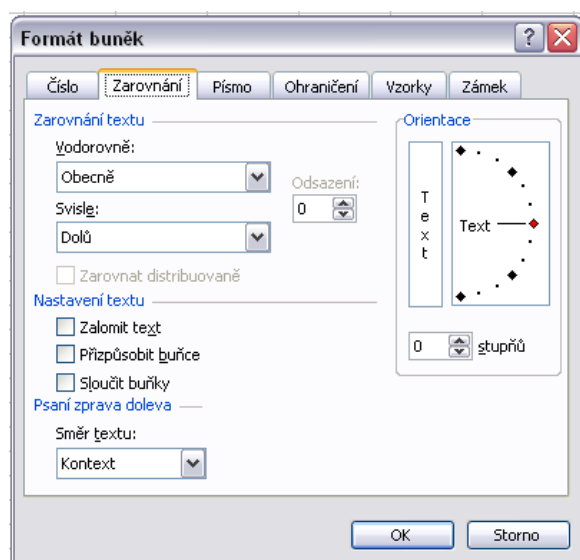 Formát buněk
Číslo Zarovnání Písmo Ohraničení Vzorky Zámek
Zarovnání textu
Vodorovně:
Obecně
Odsazení:
0
Svisle:
Dolů
Zarovnat distribuovaně
Nastavení textu
Zalomit text
Přizpůsobit buňce
Sloučit buňky
Psaní zprava doleva
Směr textu:
Kontext
Orientace
Text
Text
0 stupňů
OK Storno